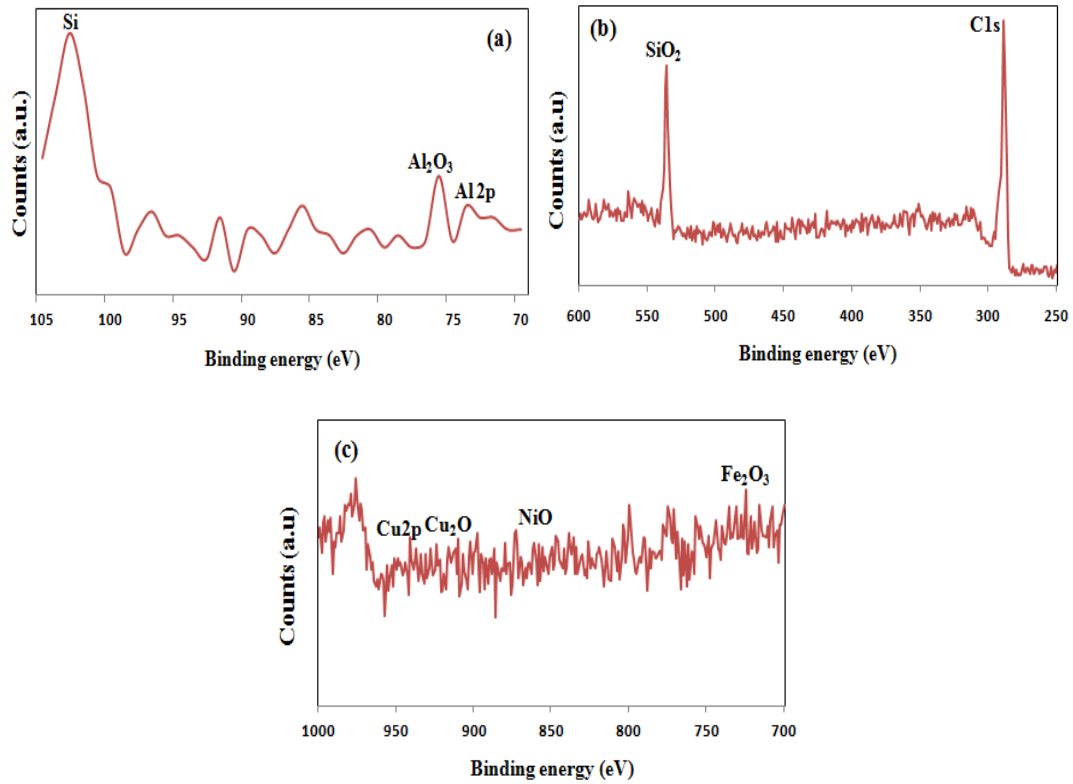 Si
(a)
Al₂O₃
Al2p
Counts (a.u.)
105 100 95 90 85 80 75 70
Binding energy (eV)
(b)
C1s
SiO₂
Counts (a.u)
600 550 500 450 400 350 300 250
Binding energy (eV)
(c)
Fe₂O₃
Cu2p Cu₂O NiO
Counts (a.u)
1000 950 900 850 800 750 700
Binding energy (eV)